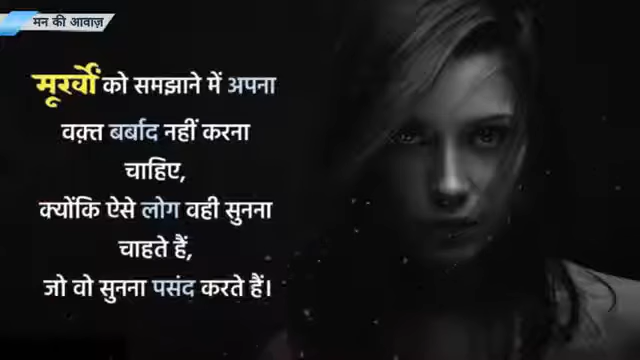 मन की आवाज़
मूर्खों को समझाने में अपना
वक़्त बर्बाद नहीं करना
चाहिए,
क्योंकि ऐसे लोग वही सुनना
चाहते हैं,
जो वो सुनना पसंद करते हैं।